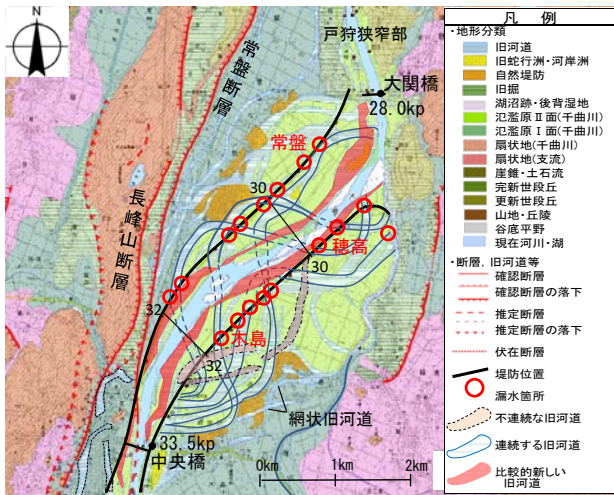 N
戸狩狭窄部
大関橋
28.0kp
常盤断層
常盤
30
長峰山断層
穂高
30
32
木島
32
網状旧河道
33.5kp
中央橋
0km 1km 2km
凡 例
・地形分類
旧河道
旧蛇行洲・河岸洲
自然堤防
旧掘
湖沼跡・後背湿地
氾濫原Ⅱ面(千曲川)
氾濫原Ⅰ面(千曲川)
扇状地(千曲川)
扇状地(支流)
崖錐・土石流
完新世段丘
更新世段丘
山地・丘陵
谷底平野
現在河川・湖
・断層、旧河道等
確認断層
確認断層の落下
推定断層
推定断層の落下
伏在断層
堤防位置
漏水箇所
不連続な旧河道
連続する旧河道
比較的新しい
旧河道